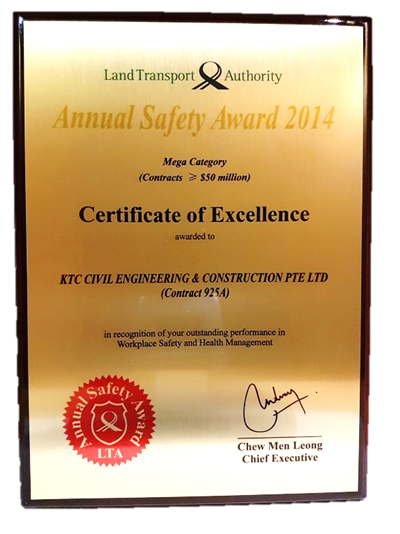 Land Transport Authority
Annual Safety Award 2014
Mega Category
(Contracts ⩾ $50 million)
Certificate of Excellence
awarded to
KTC CIVIL ENGINEERING & CONSTRUCTION PTE LTD
(Contract 925A)
in recognition of your outstanding performance in
Workplace Safety and Health Management
Annual Safety Award
LTA
Chew Men Leong
Chief Executive